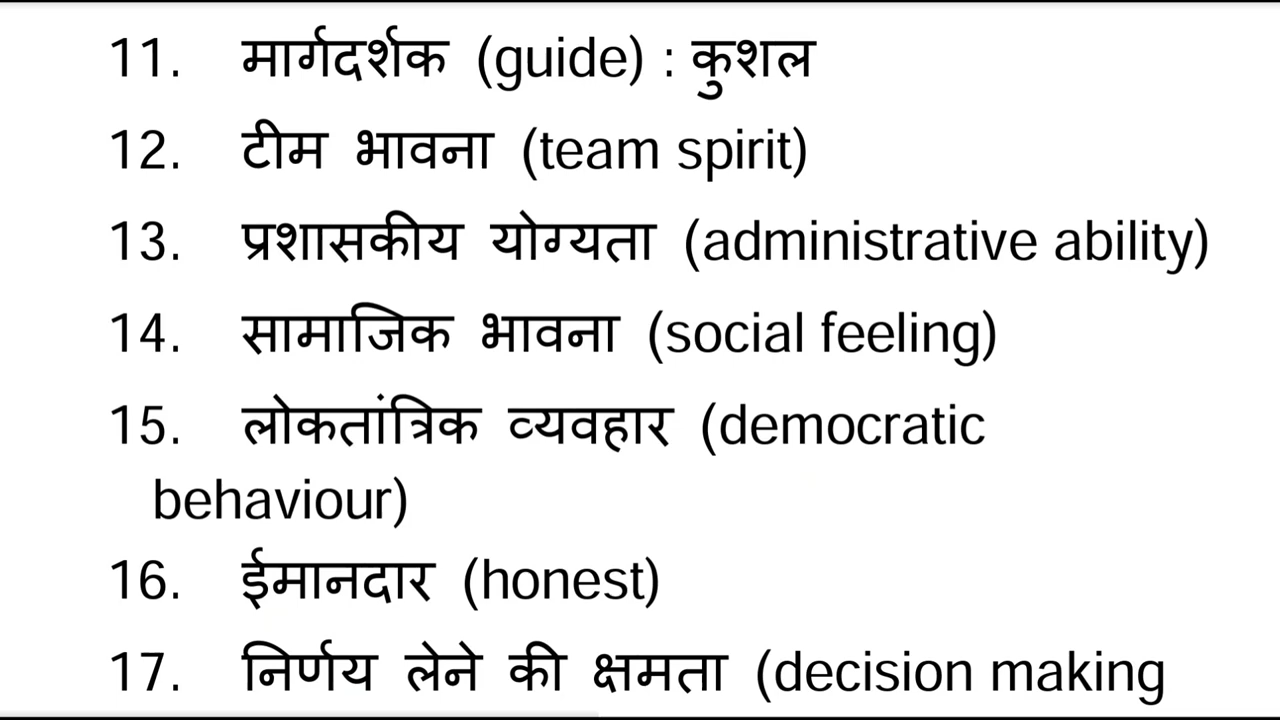 11. मार्गदर्शक (guide) : कुशल
12. टीम भावना (team spirit)
13. प्रशासकीय योग्यता (administrative ability)
14. सामाजिक भावना (social feeling)
15. लोकतांत्रिक व्यवहार (democratic
behaviour)
16. ईमानदार (honest)
17. निर्णय लेने की क्षमता (decision making